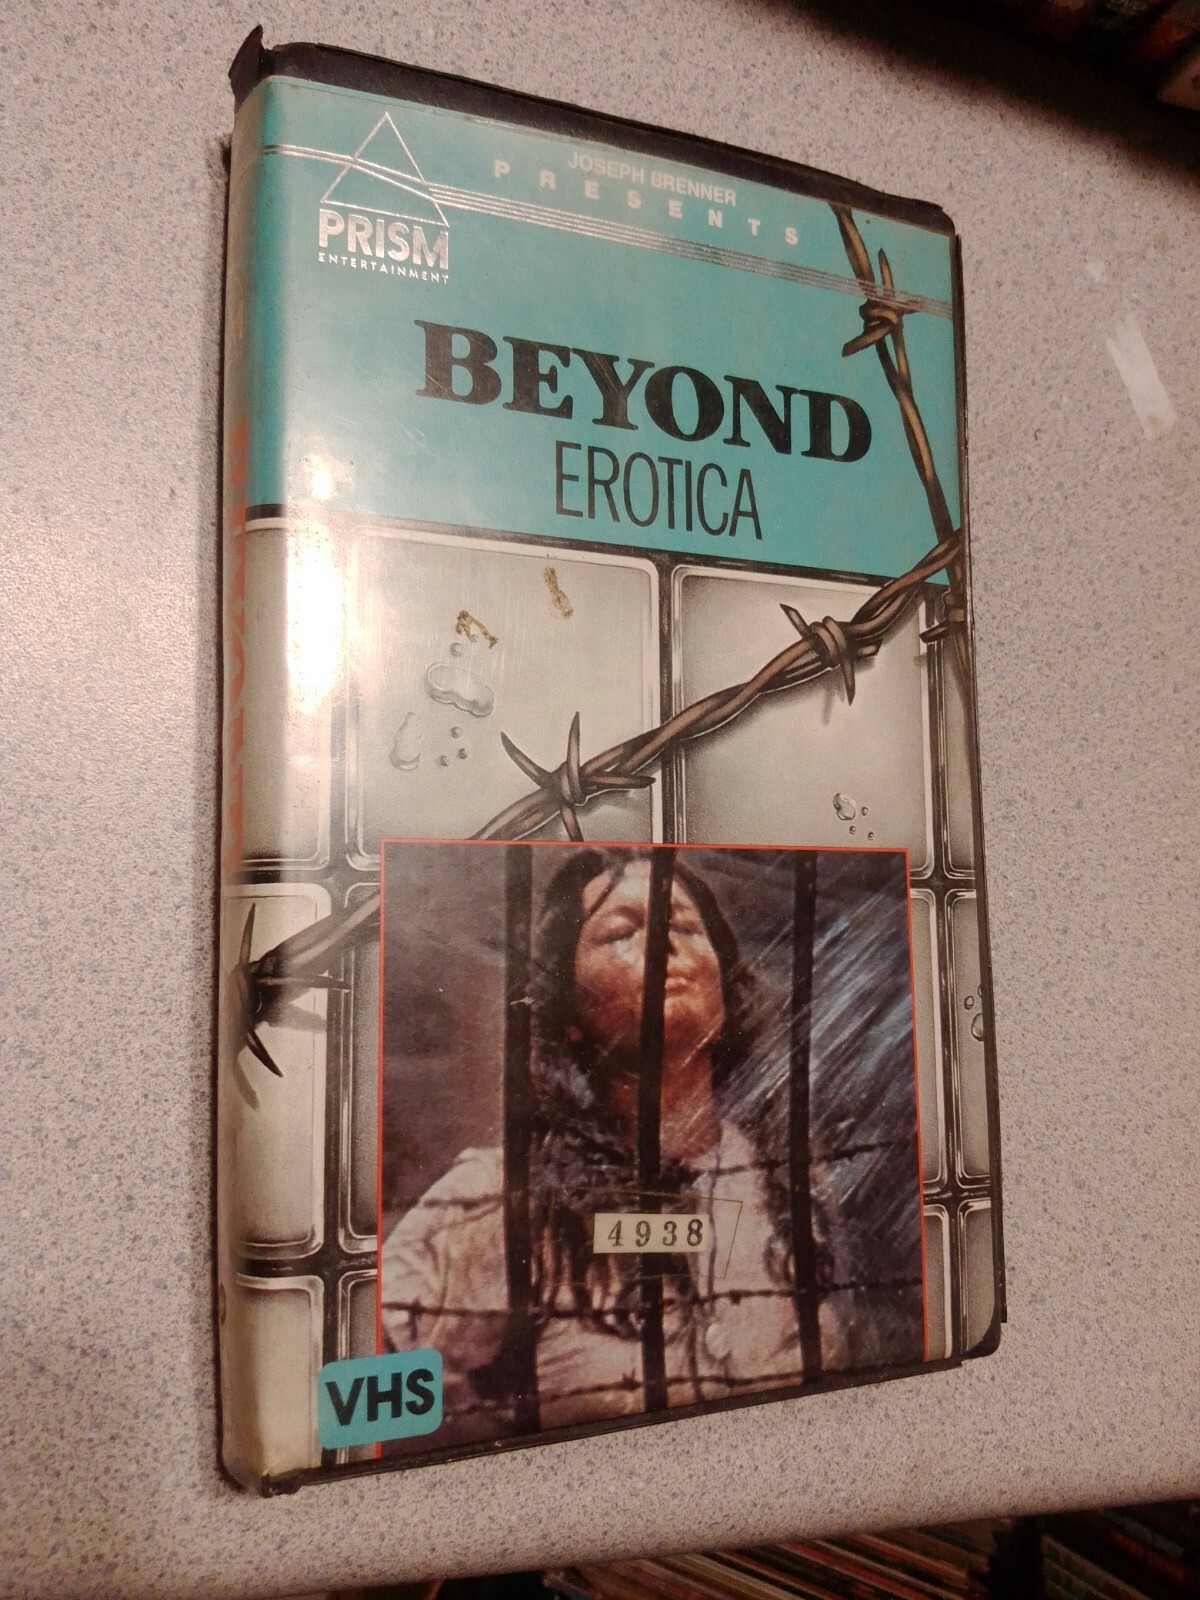 JOSEPH BRENNER
PRESENTS
PRISM
ENTERTAINMENT
BEYOND
EROTICA
4938
VHS